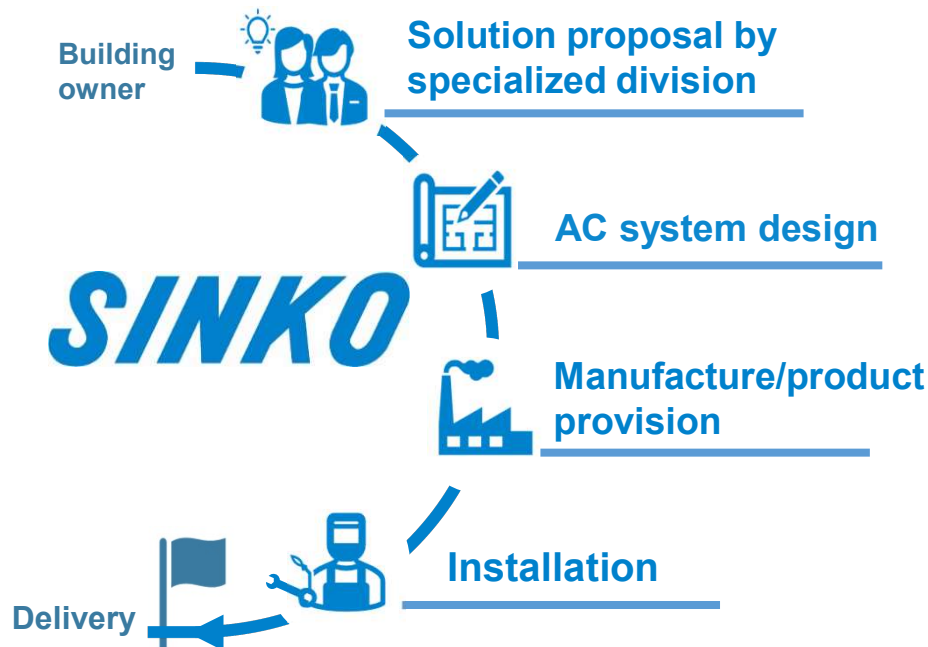 Building
owner
Solution proposal by
specialized division
AC system design
SINKO
Manufacture/product
provision
Installation
Delivery